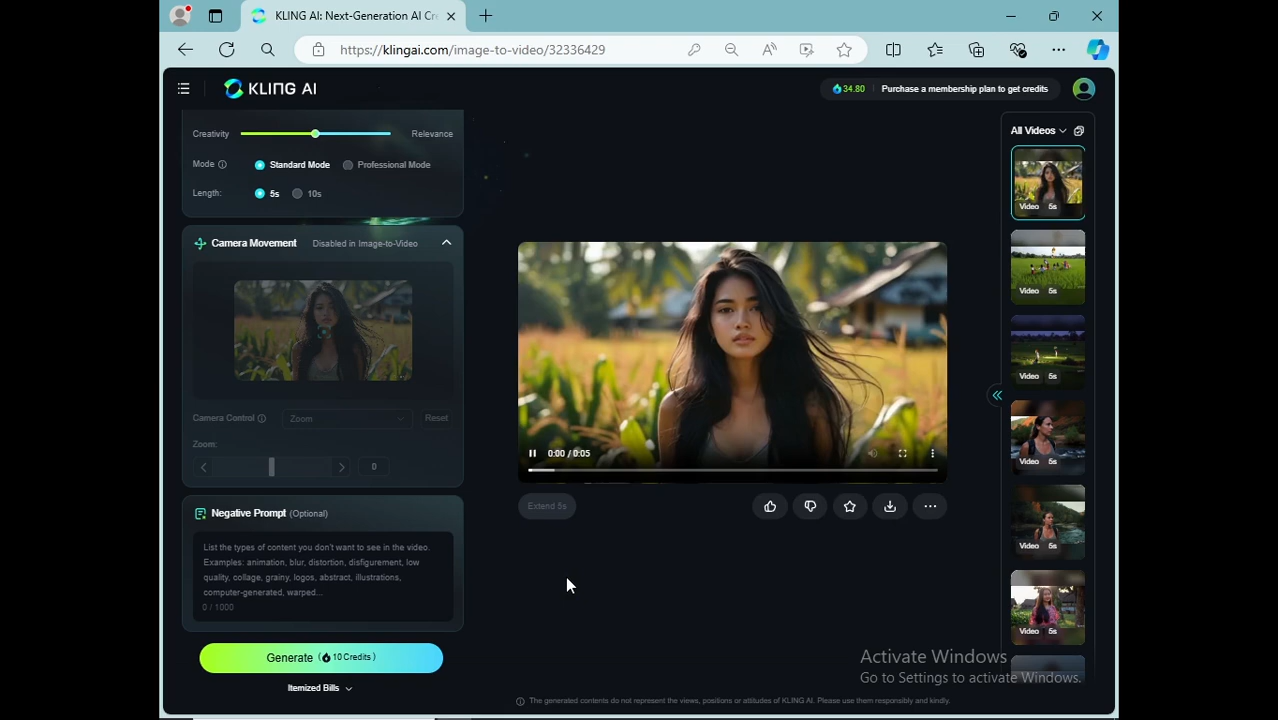 KLING AI: Next-Generation AI Cre
https://klingai.com/image-to-video/32336429
KLING AI
34.80 Purchase a membership plan to get credits
Creativity Relevance
Mode Standard Mode Professional Mode
Length: 5s 10s
Camera Movement Disabled in Image-to-Video
Camera Control Zoom Reset
Zoom:
0
Negative Prompt (Optional)
List the types of content you don't want to see in the video.
Examples: animation, blur, distortion, disfigurement, low
quality, collage, grainy, logos, abstract, illustrations,
computer-generated, warped...
0 / 1000
Generate ( 10 Credits )
Itemized Bills
0:00 / 0:05
Extend 5s
All Videos
Video 5s
Video 5s
Video 5s
Video 5s
Video 5s
Video 5s
Activate Windows
Go to Settings to activate Windows.
The generated contents do not represent the views, positions or attitudes of KLING AI. Please use them responsibly and kindly.